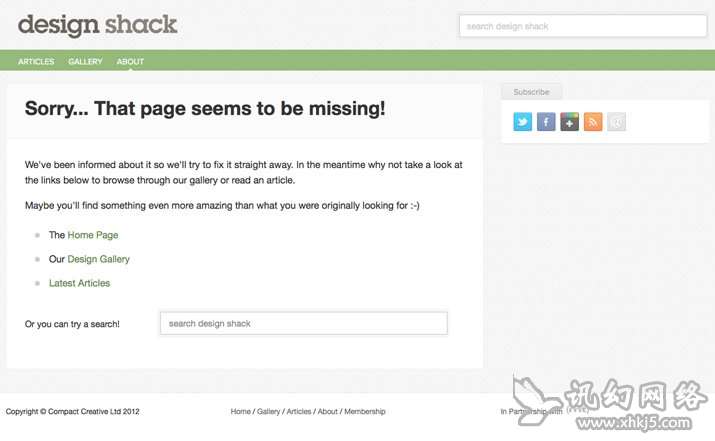 design shack
search design shack
ARTICLES GALLERY ABOUT
Sorry... That page seems to be missing!
Subscribe
We've been informed about it so we'll try to fix it straight away. In the meantime why not take a look at
the links below to browse through our gallery or read an article.
Maybe you'll find something even more amazing than what you were originally looking for :-)
The Home Page
Our Design Gallery
Latest Articles
Or you can try a search! search design shack
Copyright © Compact Creative Ltd 2012 Home / Gallery / Articles / About / Membership In Partnership with
讯幻网络
www.xhkj5.com